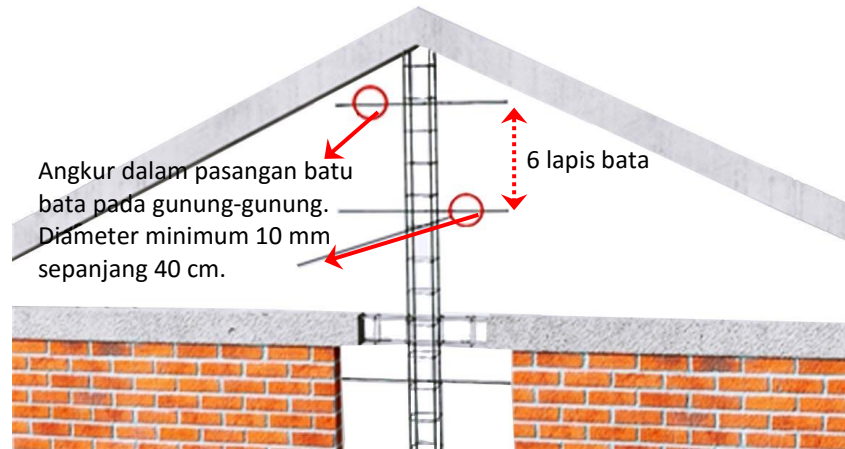 6 lapis bata
Angkur dalam pasangan batu
bata pada gunung-gunung.
Diameter minimum 10 mm
sepanjang 40 cm.